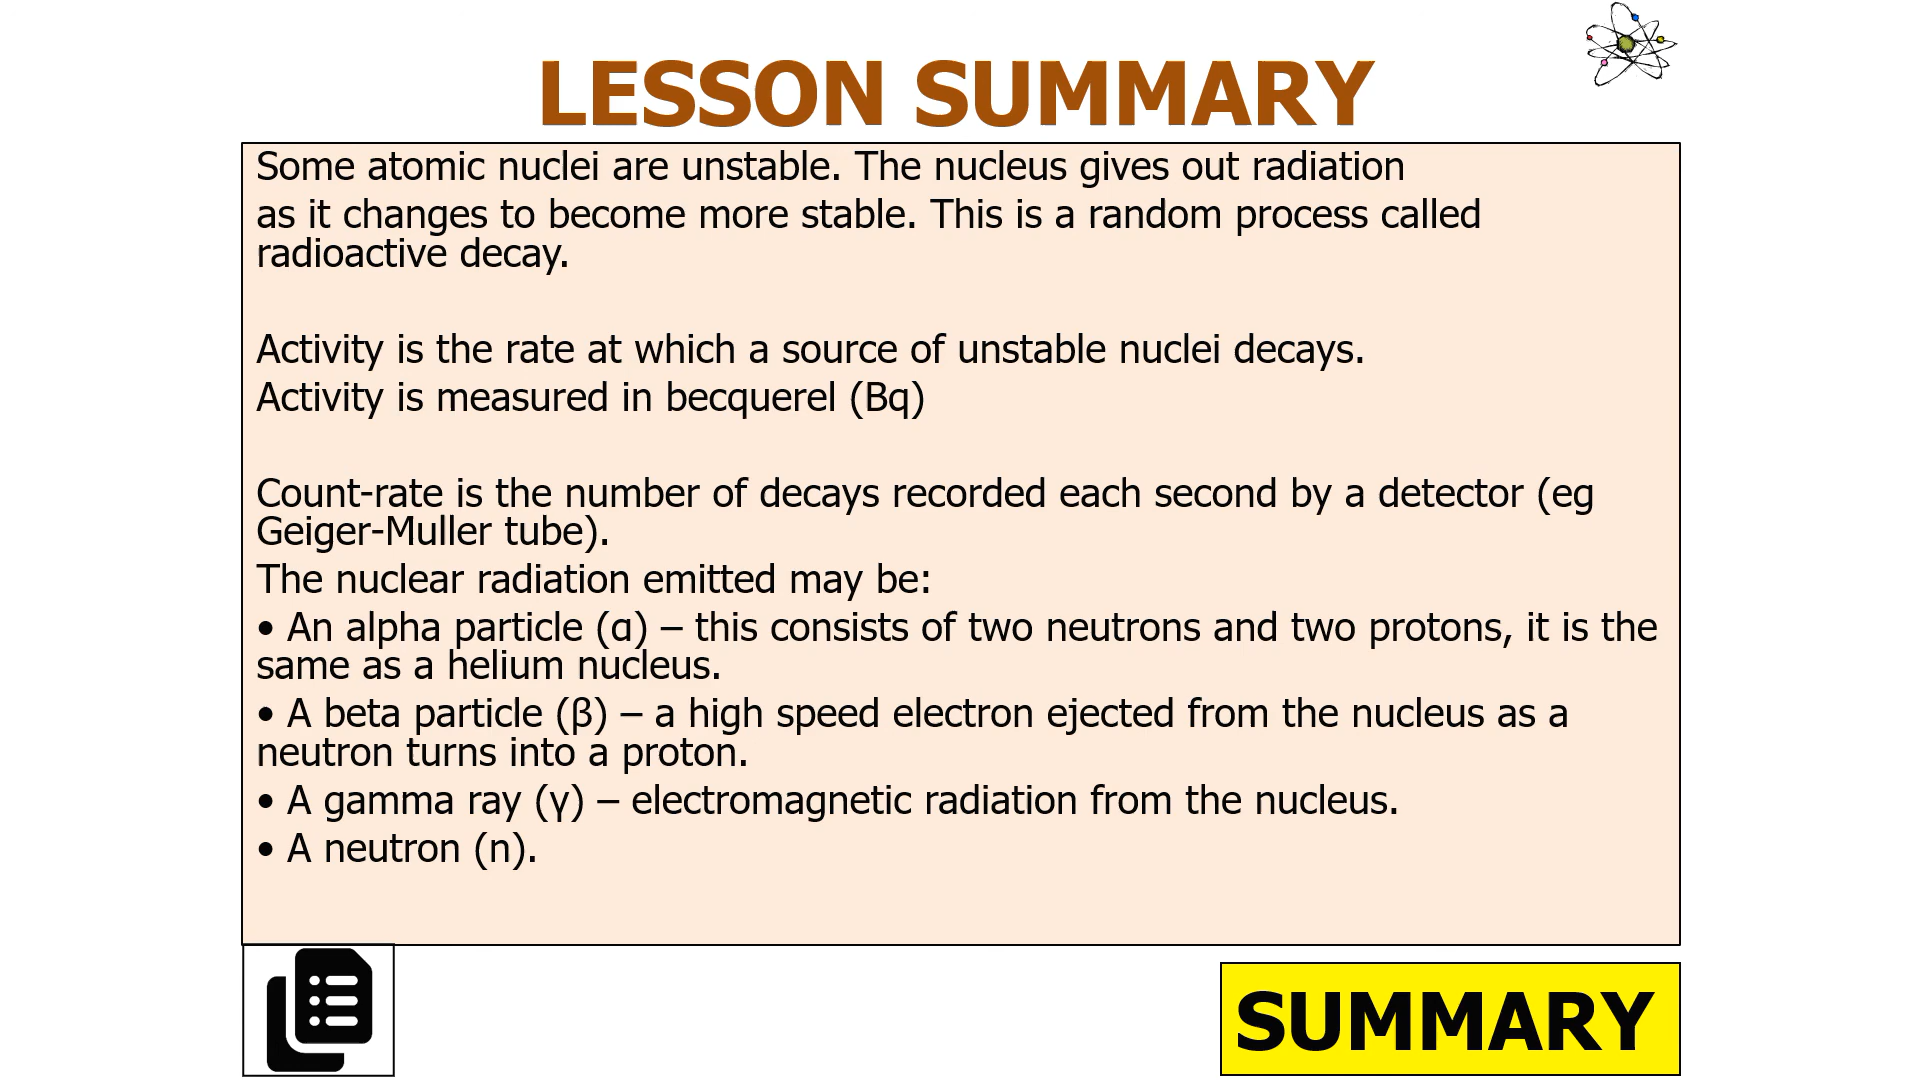 LESSON SUMMARY
Some atomic nuclei are unstable. The nucleus gives out radiation
as it changes to become more stable. This is a random process called
radioactive decay.
Activity is the rate at which a source of unstable nuclei decays.
Activity is measured in becquerel (Bq)
Count-rate is the number of decays recorded each second by a detector (eg
Geiger-Muller tube).
The nuclear radiation emitted may be:
• An alpha particle (α) – this consists of two neutrons and two protons, it is the
same as a helium nucleus.
• A beta particle (β) – a high speed electron ejected from the nucleus as a
neutron turns into a proton.
• A gamma ray (γ) – electromagnetic radiation from the nucleus.
• A neutron (n).
SUMMARY